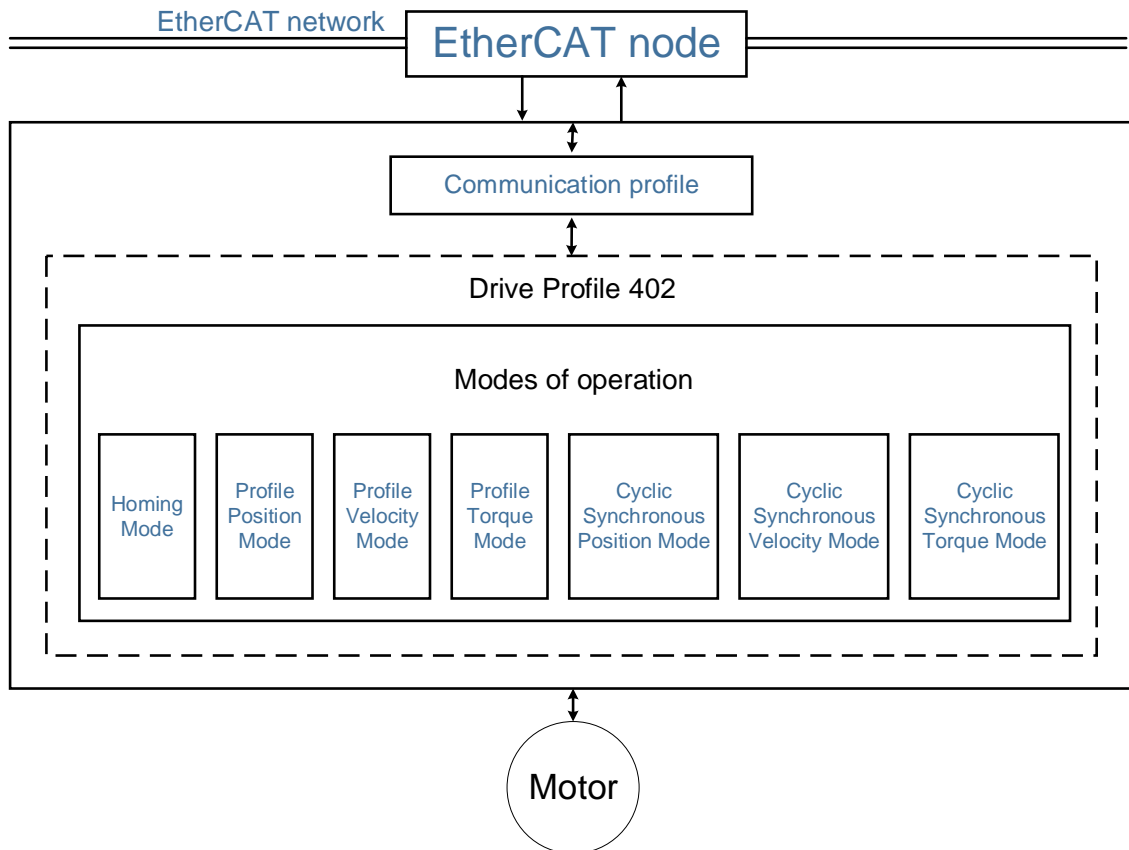 EtherCAT network
EtherCAT node
Communication profile
Drive Profile 402
Modes of operation
Homing
Mode
Profile
Position
Mode
Profile
Velocity
Mode
Profile
Torque
Mode
Cyclic
Synchronous
Position Mode
Cyclic
Synchronous
Velocity Mode
Cyclic
Synchronous
Torque Mode
Motor